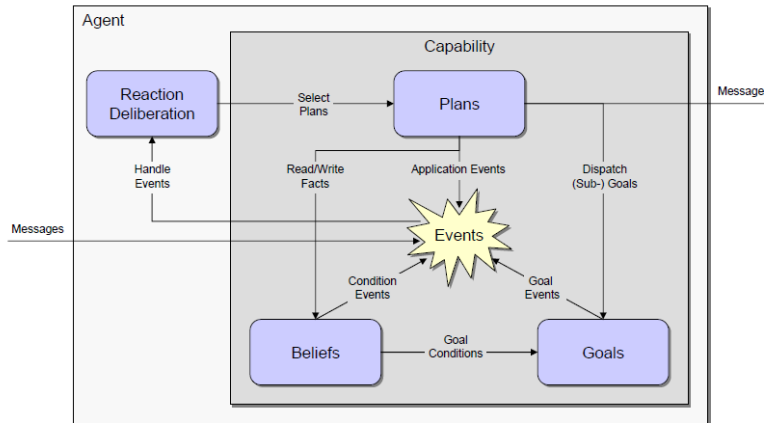 Agent
Capability
Reaction
Deliberation
Select
Plans
Plans
Message
Handle
Events
Read/Write
Facts
Application Events
Dispatch
(Sub-) Goals
Messages
Events
Condition
Events
Goal
Events
Beliefs
Goal
Conditions
Goals